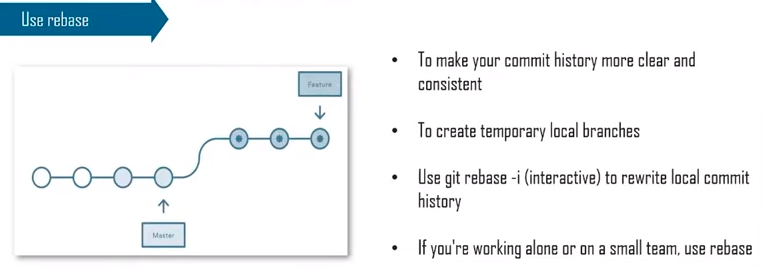 Use rebase
Feature
Master
• To make your commit history more clear and
consistent
• To create temporary local branches
• Use git rebase -i (interactive) to rewrite local commit
history
• If you're working alone or on a small team, use rebase